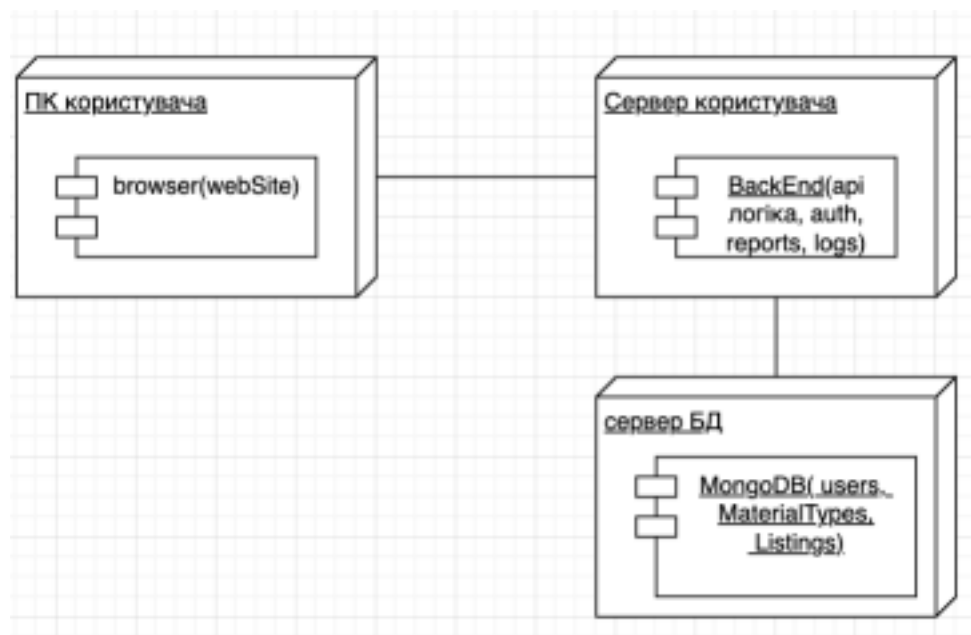 ПК користувача
browser(webSite)
Сервер користувача
BackEnd(api
логіка, auth,
reports, logs)
сервер БД
MongoDB( users,
MaterialTypes,
Listings)